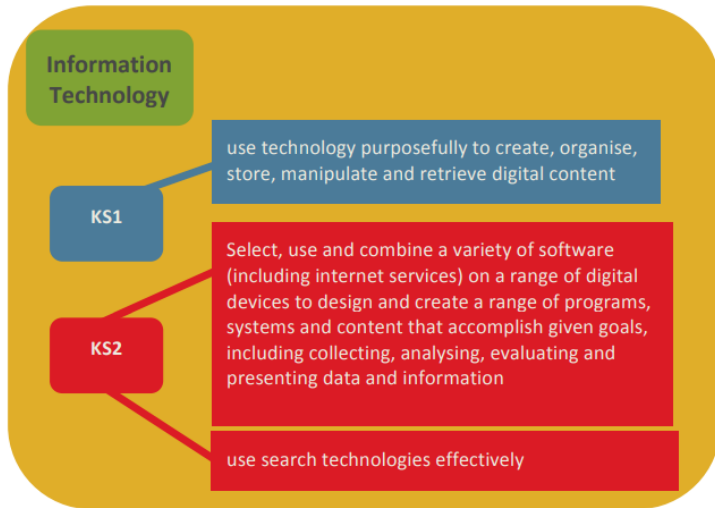 Information
Technology
use technology purposefully to create, organise,
store, manipulate and retrieve digital content
KS1
Select, use and combine a variety of software
(including internet services) on a range of digital
devices to design and create a range of programs,
systems and content that accomplish given goals,
including collecting, analysing, evaluating and
presenting data and information
KS2
use search technologies effectively